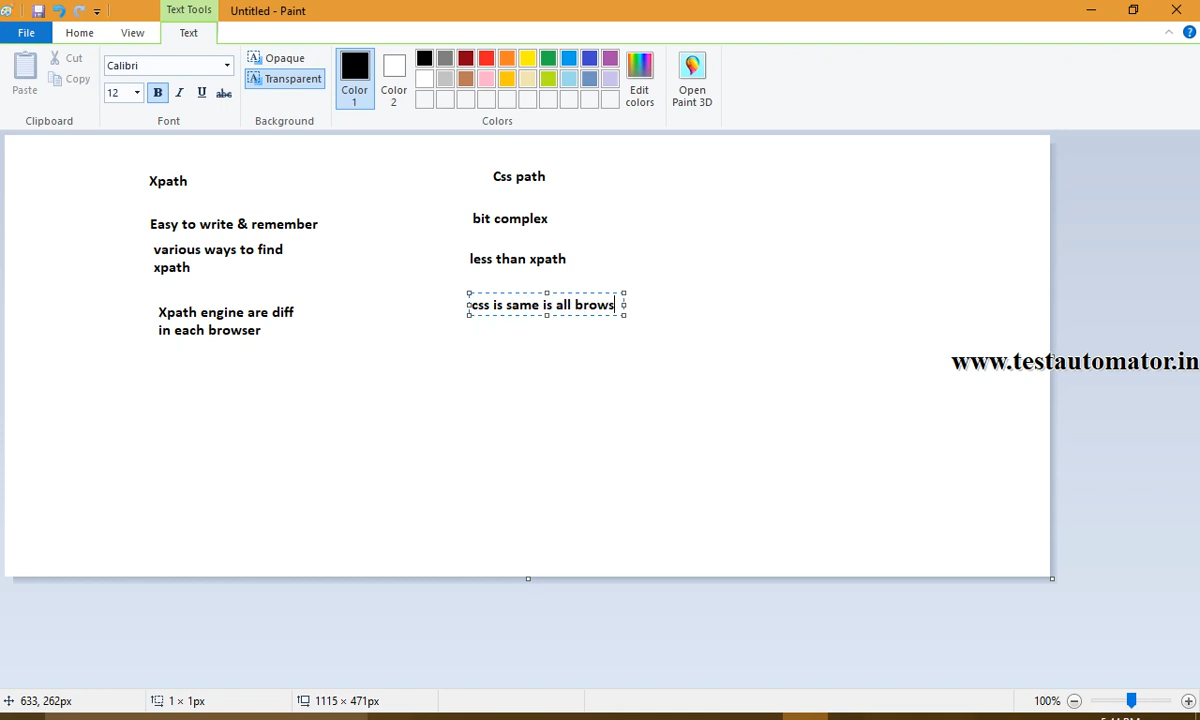 Text Tools
Untitled - Paint
File
Home
View
Text
Paste
Cut
Copy
Clipboard
Calibri
12
B
I
U
abc
Font
Opaque
Transparent
Background
Color
1
Color
2
Edit
colors
Colors
Open
Paint 3D
Xpath
Css path
Easy to write & remember
bit complex
various ways to find
xpath
less than xpath
Xpath engine are diff
in each browser
css is same is all brows
www.testautomator.in
633, 262px
1 × 1px
1115 × 471px
100%